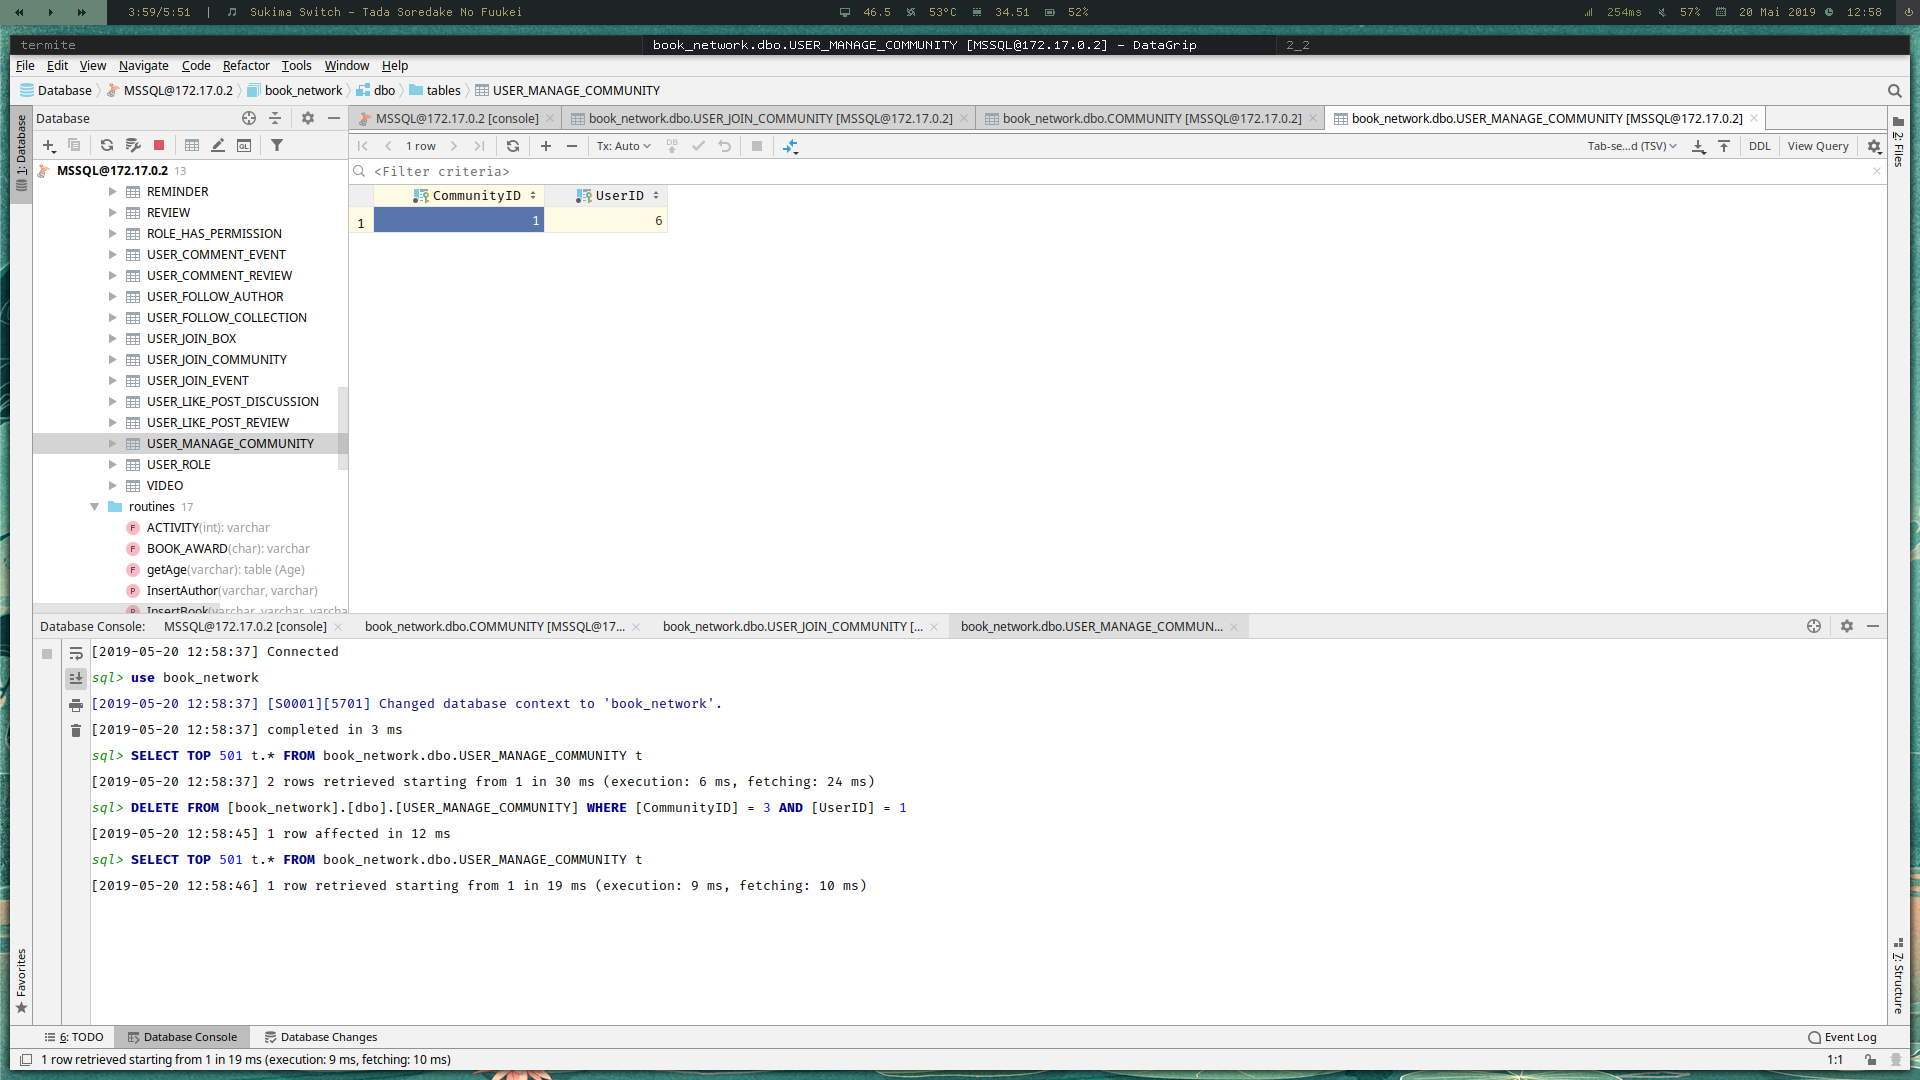 3:59/5:51 | Sukima Switch - Tada Soredake No Fuukei 46.5 53°C 34.51 52% 254ms 57% 20 Mai 2019 12:58
termite book_network.dbo.USER_MANAGE_COMMUNITY [MSSQL@172.17.0.2] - DataGrip 2_2
File Edit View Navigate Code Refactor Tools Window Help
Database MSSQL@172.17.0.2 book_network dbo tables USER_MANAGE_COMMUNITY
1: Database
Database
MSSQL@172.17.0.2 13
REMINDER
REVIEW
ROLE_HAS_PERMISSION
USER_COMMENT_EVENT
USER_COMMENT_REVIEW
USER_FOLLOW_AUTHOR
USER_FOLLOW_COLLECTION
USER_JOIN_BOX
USER_JOIN_COMMUNITY
USER_JOIN_EVENT
USER_LIKE_POST_DISCUSSION
USER_LIKE_POST_REVIEW
USER_MANAGE_COMMUNITY
USER_ROLE
VIDEO
routines 17
F ACTIVITY(int): varchar
F BOOK_AWARD(char): varchar
F getAge(varchar): table (Age)
P InsertAuthor(varchar, varchar)
P InsertBook(varchar, varchar, varcha
MSSQL@172.17.0.2 [console] book_network.dbo.USER_JOIN_COMMUNITY [MSSQL@172.17.0.2] book_network.dbo.COMMUNITY [MSSQL@172.17.0.2] book_network.dbo.USER_MANAGE_COMMUNITY [MSSQL@172.17.0.2]
1 row Tx: Auto DB Tab-se...d (TSV) DDL View Query
<Filter criteria>
CommunityID UserID
1 1 6
2: Files
Database Console: MSSQL@172.17.0.2 [console] book_network.dbo.COMMUNITY [MSSQL@17... book_network.dbo.USER_JOIN_COMMUNITY [... book_network.dbo.USER_MANAGE_COMMUN...
[2019-05-20 12:58:37] Connected
sql> use book_network
[2019-05-20 12:58:37] [S0001][5701] Changed database context to 'book_network'.
[2019-05-20 12:58:37] completed in 3 ms
sql> SELECT TOP 501 t.* FROM book_network.dbo.USER_MANAGE_COMMUNITY t
[2019-05-20 12:58:37] 2 rows retrieved starting from 1 in 30 ms (execution: 6 ms, fetching: 24 ms)
sql> DELETE FROM [book_network].[dbo].[USER_MANAGE_COMMUNITY] WHERE [CommunityID] = 3 AND [UserID] = 1
[2019-05-20 12:58:45] 1 row affected in 12 ms
sql> SELECT TOP 501 t.* FROM book_network.dbo.USER_MANAGE_COMMUNITY t
[2019-05-20 12:58:46] 1 row retrieved starting from 1 in 19 ms (execution: 9 ms, fetching: 10 ms)
Favorites
7: Structure
6: TODO Database Console Database Changes Event Log
1 row retrieved starting from 1 in 19 ms (execution: 9 ms, fetching: 10 ms) 1:1